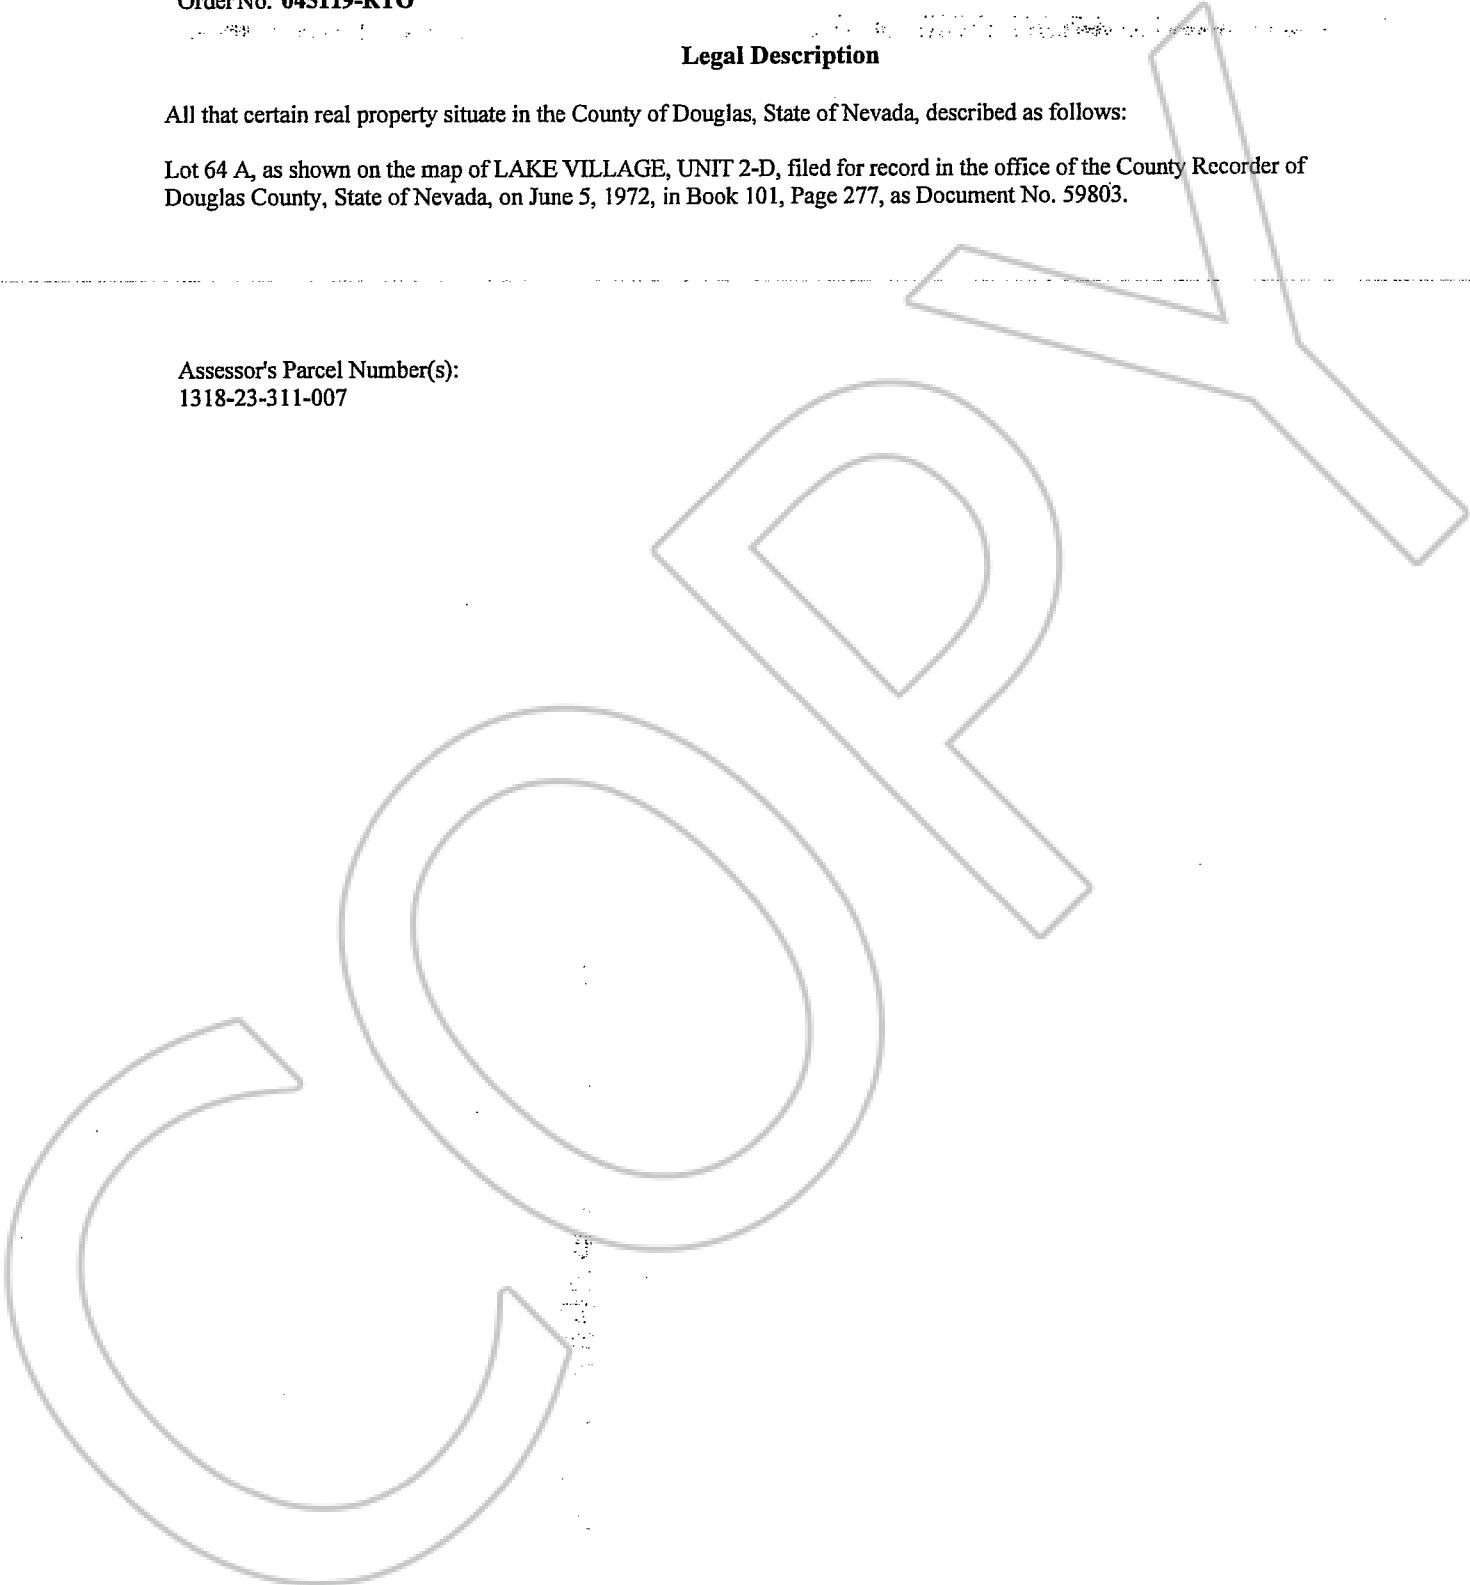 Order No.
Legal Description
All that certain real property situate in the County of Douglas, State of Nevada, described as follows:
Lot 64 A, as shown on the map of LAKE VILLAGE, UNIT 2-D, filed for record in the office of the County Recorder of
Douglas County, State of Nevada, on June 5, 1972, in Book 101, Page 277, as Document No. 59803.
Assessor's Parcel Number(s):
1318-23-311-007
COPY